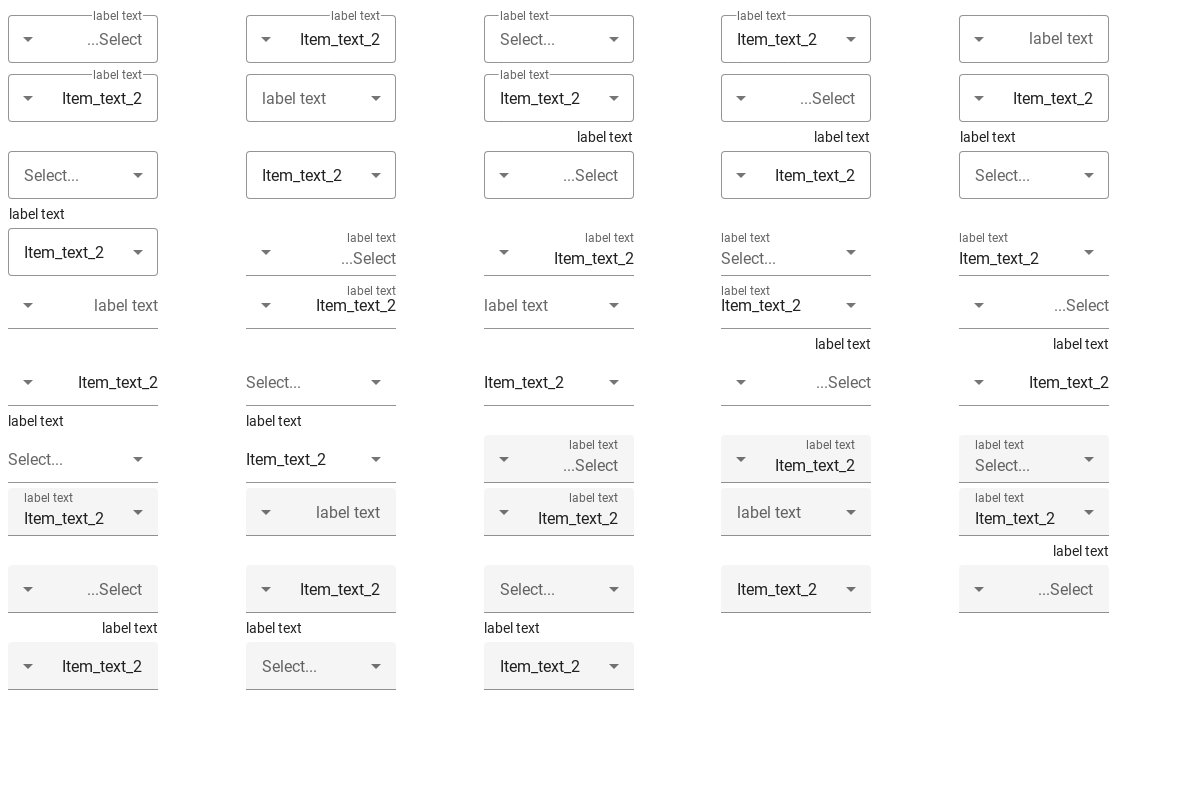 label text label text label text label text
...Select Item_text_2 Select... Item_text_2 label text
label text label text
Item_text_2 label text Item_text_2 ...Select Item_text_2
label text label text label text
Select... Item_text_2 ...Select Item_text_2 Select...
label text
label text label text label text label text
Item_text_2 ...Select Item_text_2 Select... Item_text_2
label text label text
label text Item_text_2 label text Item_text_2 ...Select
label text label text
Item_text_2 Select... Item_text_2 ...Select Item_text_2
label text label text
label text label text label text
Select... Item_text_2 ...Select Item_text_2 Select...
label text label text label text
Item_text_2 label text Item_text_2 label text Item_text_2
label text
...Select Item_text_2 Select... Item_text_2 ...Select
label text label text label text
Item_text_2 Select... Item_text_2